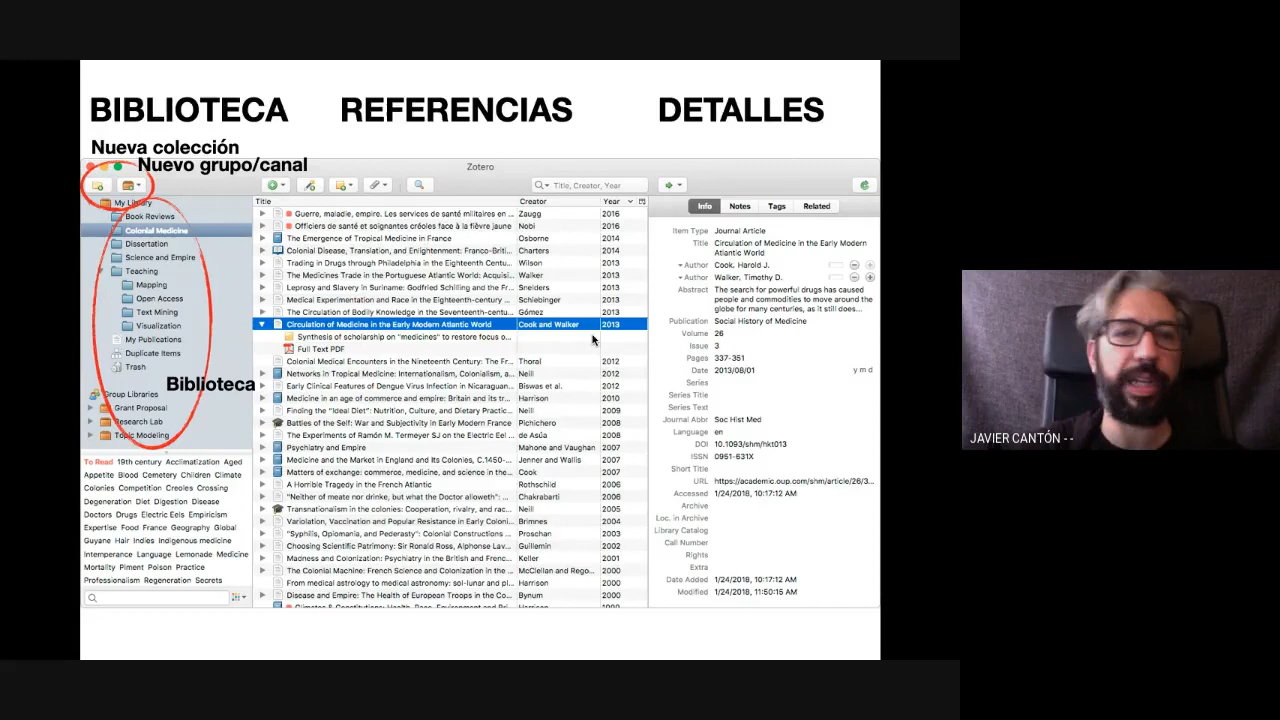 BIBLIOTECA REFERENCIAS DETALLES
Nueva colección
Nuevo grupo/canal
Zotero
Title, Creator, Year
My Library
Book Reviews
Colonial Medicine
Dissertation
Science and Empire
Teaching
Mapping
Open Access
Text Mining
Visualization
My Publications
Duplicate Items
Trash
Biblioteca
Group Libraries
Grant Proposal
Research Lab
Topic Modeling
To Read 19th century Acclimatization Aged
Appetite Blood Cemetery Children Climate
Colonies Competition Creoles Crossing
Degeneration Diet Digestion Disease
Doctors Drugs Electric Eels Empiricism
Expertise Food France Geography Global
Guyane Hair Indies Indigenous medicine
Intemperance Language Lemonade Medicine
Mortality Piment Poison Practice
Professionalism Regeneration Secrets
Title Creator Year
Guerre, maladie, empire. Les services de santé militaires en ... Zaugg 2016
Officiers de santé et soignantes créoles face à la fièvre jaune Nobi 2016
The Emergence of Tropical Medicine in France Osborne 2014
Colonial Disease, Translation, and Enlightenment: Franco-Briti... Charters 2014
Trading in Drugs through Philadelphia in the Eighteenth Centu... Wilson 2013
The Medicines Trade in the Portuguese Atlantic World: Acquisi... Walker 2013
Leprosy and Slavery in Suriname: Godfried Schilling and the Fr... Snelders 2013
Medical Experimentation and Race in the Eighteenth-century ... Schiebinger 2013
The Circulation of Bodily Knowledge in the Seventeenth-centu... Gómez 2013
Circulation of Medicine in the Early Modern Atlantic World Cook and Walker 2013
Synthesis of scholarship on "medicines" to restore focus o...
Full Text PDF
Colonial Medical Encounters in the Nineteenth Century: The Fr... Thoral 2012
Networks in Tropical Medicine: Internationalism, Colonialism, a... Neill 2012
Early Clinical Features of Dengue Virus Infection in Nicaraguan... Biswas et al. 2012
Medicine in an age of commerce and empire: Britain and its tr... Harrison 2010
Finding the "Ideal Diet": Nutrition, Culture, and Dietary Practic... Neill 2009
Battles of the Self: War and Subjectivity in Early Modern France Pichichero 2008
The Experiments of Ramón M. Termeyer SJ on the Electric Eel ... de Asúa 2008
Psychiatry and Empire Mahone and Vaughan 2007
Medicine and the Market in England and Its Colonies, C.1450-... Jenner and Wallis 2007
Matters of exchange: commerce, medicine, and science in the... Cook 2007
A Horrible Tragedy in the French Atlantic Rothschild 2006
"Neither of meate nor drinke, but what the Doctor alloweth": ... Chakrabarti 2006
Transnationalism in the colonies: Cooperation, rivalry, and rac... Neill 2005
Variolation, Vaccination and Popular Resistance in Early Coloni... Brimnes 2004
"Syphilis, Opiomania, and Pederasty": Colonial Constructions ... Proschan 2003
Choosing Scientific Patrimony: Sir Ronald Ross, Alphonse Lav... Guillemin 2002
Madness and Colonization: Psychiatry in the British and Frenc... Keller 2001
The Colonial Machine: French Science and Colonization in the ... McClellan and Rego... 2000
From medical astrology to medical astronomy: sol-lunar and pl... Harrison 2000
Disease and Empire: The Health of European Troops in the Co... Bynum 2000
Climates & Constitutions: Health, Race, Environment and Bri... Harrison 1999
Info Notes Tags Related
Item Type Journal Article
Title Circulation of Medicine in the Early Modern
Atlantic World
Author Cook, Harold J.
Author Walker, Timothy D.
Abstract The search for powerful drugs has caused
people and commodities to move around the
globe for many centuries, as it still does...
Publication Social History of Medicine
Volume 26
Issue 3
Pages 337-351
Date 2013/08/01 y m d
Series
Series Title
Series Text
Journal Abbr Soc Hist Med
Language en
DOI 10.1093/shm/hkt013
ISSN 0951-631X
Short Title
URL https://academic.oup.com/shm/article/26/3...
Accessed 1/24/2018, 10:17:12 AM
Archive
Loc. in Archive
Library Catalog
Call Number
Rights
Extra
Date Added 1/24/2018, 10:17:12 AM
Modified 1/24/2018, 11:50:15 AM
JAVIER CANTÓN - -